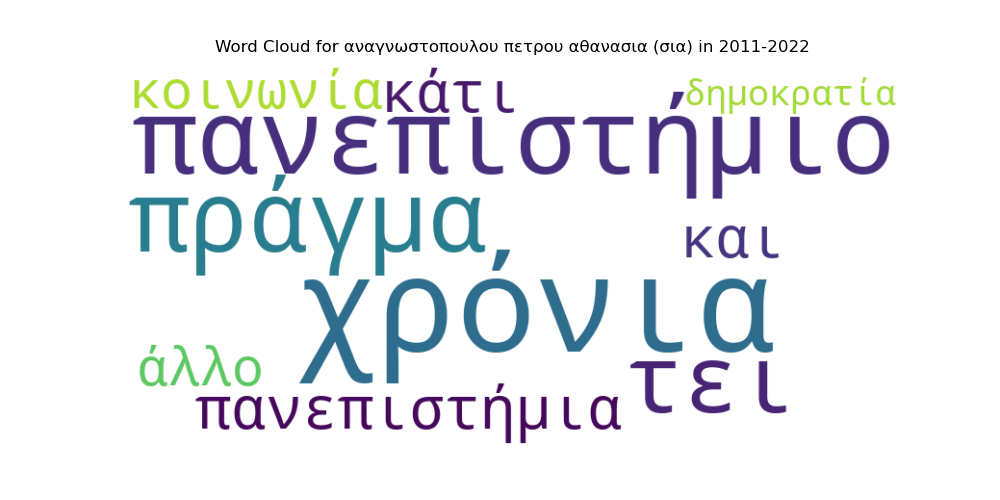 Word Cloud for αναγνωστοπουλου πετρου αθανασια (σια) in 2011-2022
κοινωνία κάτι δημοκρατία
πανεπιστήμιο
πράγμα
και
χρόνια
άλλο
τει
πανεπιστήμια